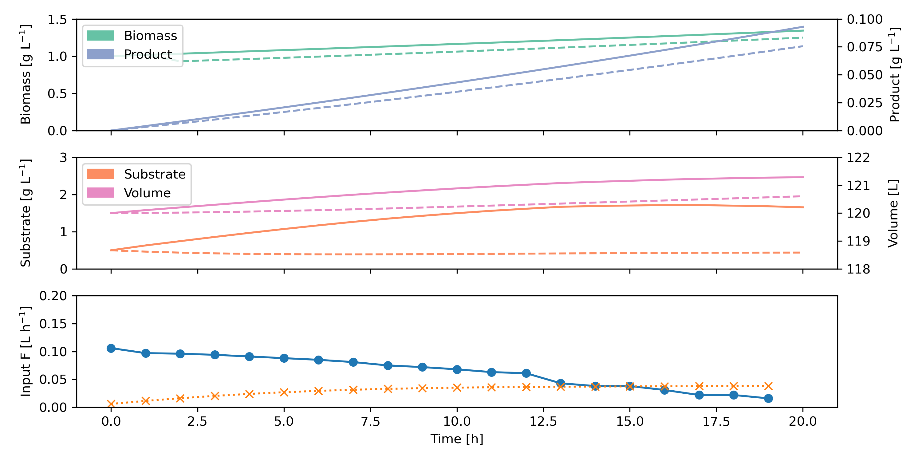 Biomass [g L⁻¹]
1.5
1.0
0.5
0.0
Biomass
Product
0.100
0.075
0.050
0.025
0.000
Product [g L⁻¹]
Substrate [g L⁻¹]
3
2
1
0
Substrate
Volume
122
121
120
119
118
Volume [L]
Input F [L h⁻¹]
0.20
0.15
0.10
0.05
0.00
0.0 2.5 5.0 7.5 10.0 12.5 15.0 17.5 20.0
Time [h]